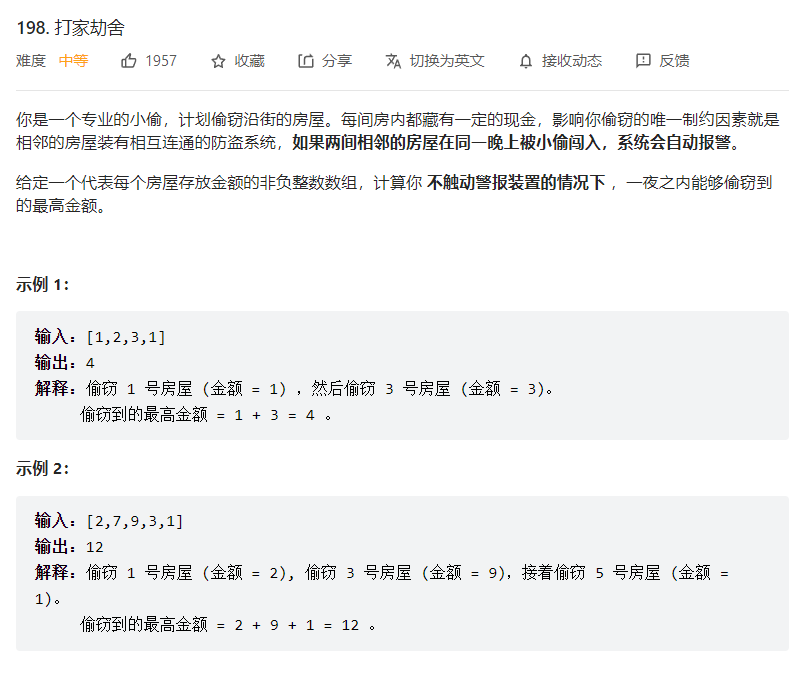 198. 打家劫舍
难度 中等 1957 收藏 分享 切换为英文 接收动态 反馈
你是一个专业的小偷，计划偷窃沿街的房屋。每间房内都藏有一定的现金，影响你偷窃的唯一制约因素就是
相邻的房屋装有相互连通的防盗系统，如果两间相邻的房屋在同一晚上被小偷闯入，系统会自动报警。
给定一个代表每个房屋存放金额的非负整数数组，计算你 不触动警报装置的情况下 ，一夜之内能够偷窃到
的最高金额。
示例 1：
输入：[1,2,3,1]
输出：4
解释：偷窃 1 号房屋 (金额 = 1) ，然后偷窃 3 号房屋 (金额 = 3)。
偷窃到的最高金额 = 1 + 3 = 4 。
示例 2：
输入：[2,7,9,3,1]
输出：12
解释：偷窃 1 号房屋 (金额 = 2), 偷窃 3 号房屋 (金额 = 9)，接着偷窃 5 号房屋 (金额 =
1)。
偷窃到的最高金额 = 2 + 9 + 1 = 12 。